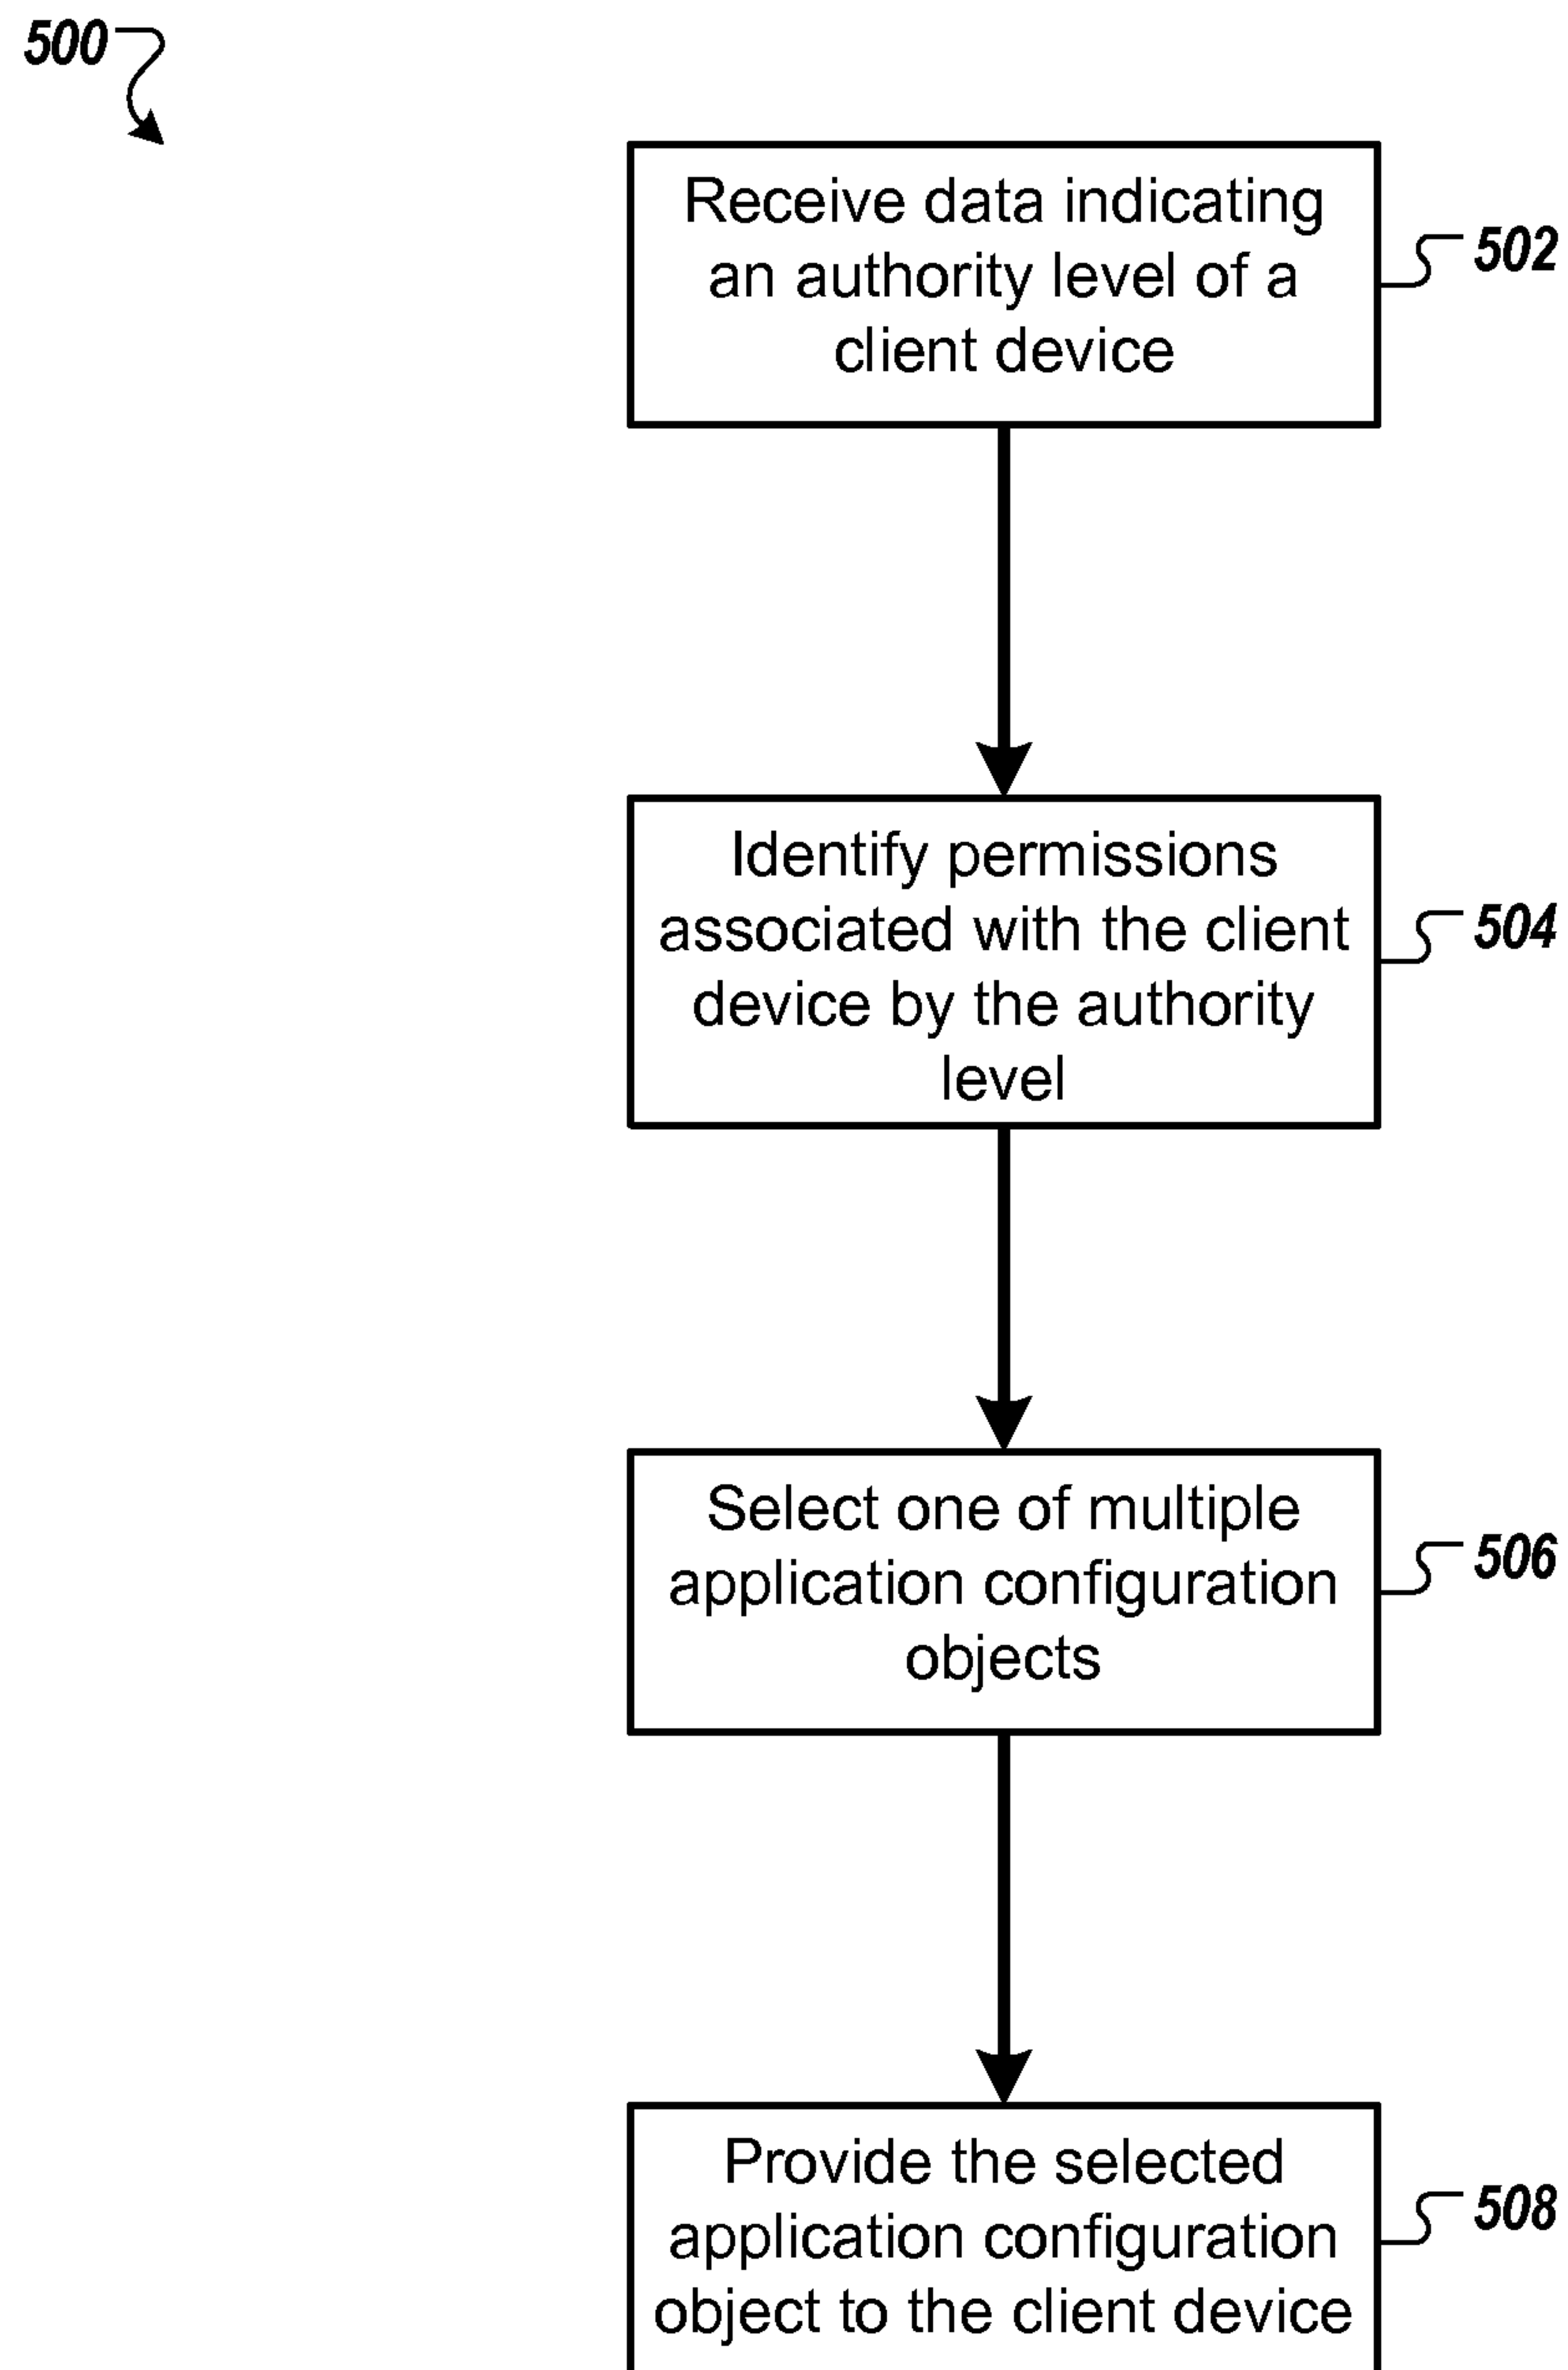 500
Receive data indicating
an authority level of a
client device
502
Identify permissions
associated with the client
device by the authority
level
504
Select one of multiple
application configuration
objects
506
Provide the selected
application configuration
object to the client device
508